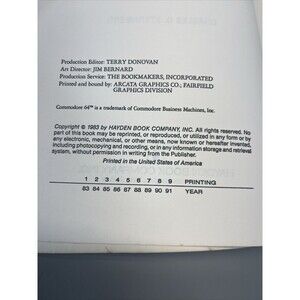 Production Editor: TERRY DONOVAN
Art Director: JIM BERNARD
Production Service: THE BOOKMAKERS, INCORPORATED
Printed and bound by: ARCATA GRAPHICS CO.; FAIRFIELD
GRAPHICS DIVISION
Commodore 64™ is a trademark of Commodore Business Machines, Inc.
Copyright © 1983 by HAYDEN BOOK COMPANY, INC. All rights reserved. No
part of this book may be reprinted, or reproduced, or utilized in any form or by
any electronic, mechanical, or other means, now known or hereafter invented,
including photocopying and recording, or in any information storage and retrieval
system, without permission in writing from the Publisher.
Printed in the United States of America
1 2 3 4 5 6 7 8 9 PRINTING
83 84 85 86 87 88 89 90 91 YEAR